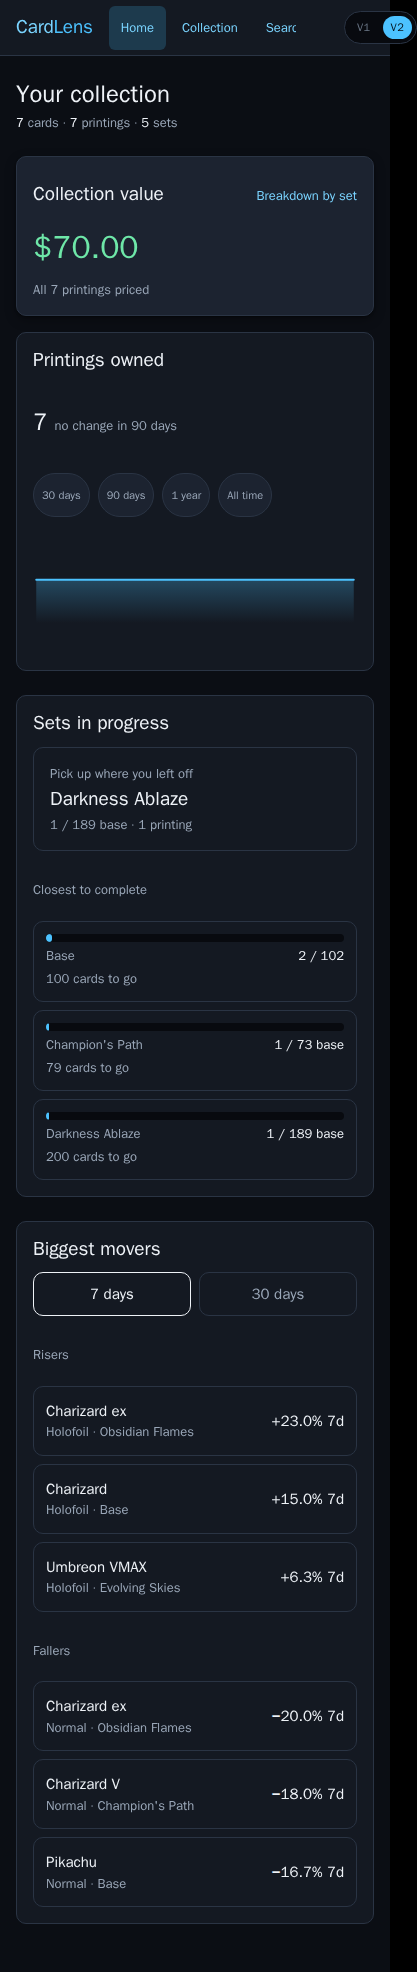 CardLens Home Collection Searc V1 V2
Your collection
7 cards · 7 printings · 5 sets
Collection value Breakdown by set
$70.00
All 7 printings priced
Printings owned
7 no change in 90 days
30 days 90 days 1 year All time
Sets in progress
Pick up where you left off
Darkness Ablaze
1 / 189 base · 1 printing
Closest to complete
Base 2 / 102
100 cards to go
Champion's Path 1 / 73 base
79 cards to go
Darkness Ablaze 1 / 189 base
200 cards to go
Biggest movers
7 days 30 days
Risers
Charizard ex
Holofoil · Obsidian Flames
+23.0% 7d
Charizard
Holofoil · Base
+15.0% 7d
Umbreon VMAX
Holofoil · Evolving Skies
+6.3% 7d
Fallers
Charizard ex
Normal · Obsidian Flames
−20.0% 7d
Charizard V
Normal · Champion's Path
−18.0% 7d
Pikachu
Normal · Base
−16.7% 7d